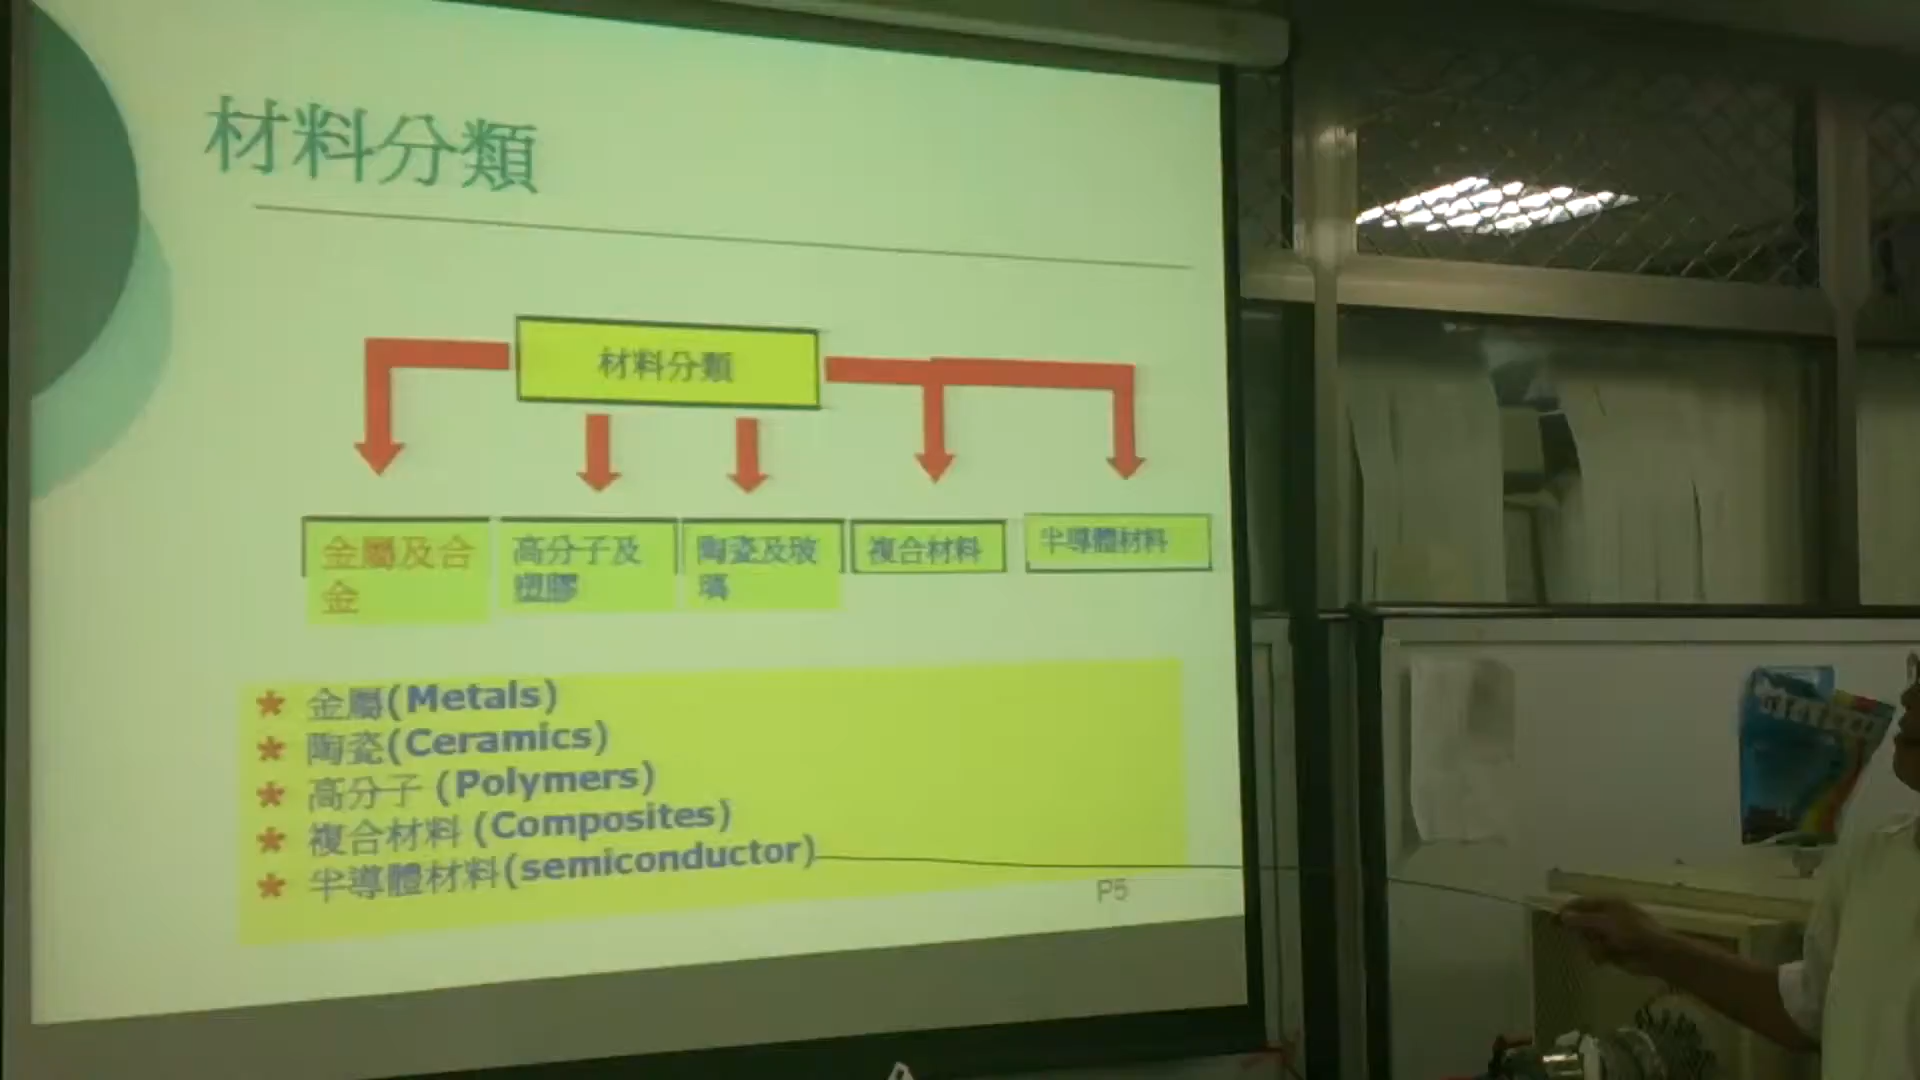 材料分類
材料分類
金屬及合
金
高分子及
塑膠
陶瓷及玻
璃
複合材料
半導體材料
* 金屬(Metals)
* 陶瓷(Ceramics)
* 高分子 (Polymers)
* 複合材料 (Composites)
* 半導體材料(semiconductor)
P5